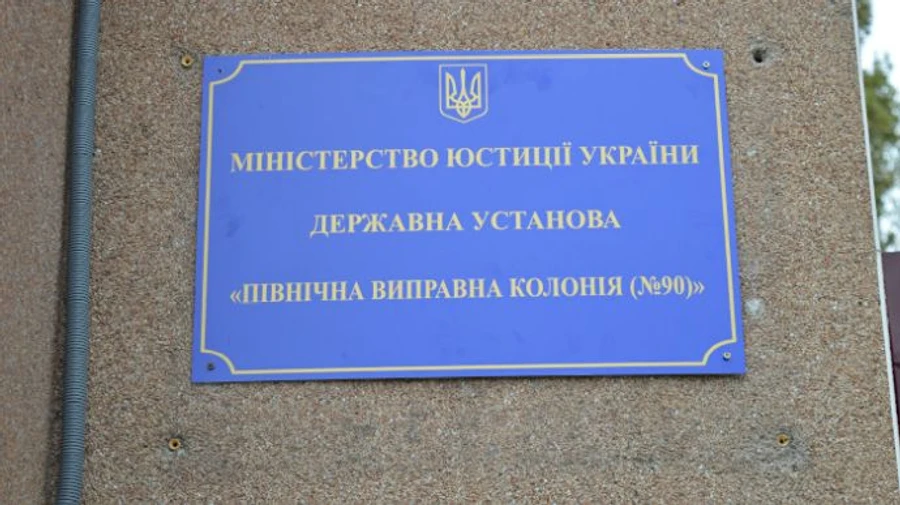 МІНІСТЕРСТВО ЮСТИЦІЇ УКРАЇНИ
ДЕРЖАВНА УСТАНОВА
«ПІВНІЧНА ВИПРАВНА КОЛОНІЯ (№90)»